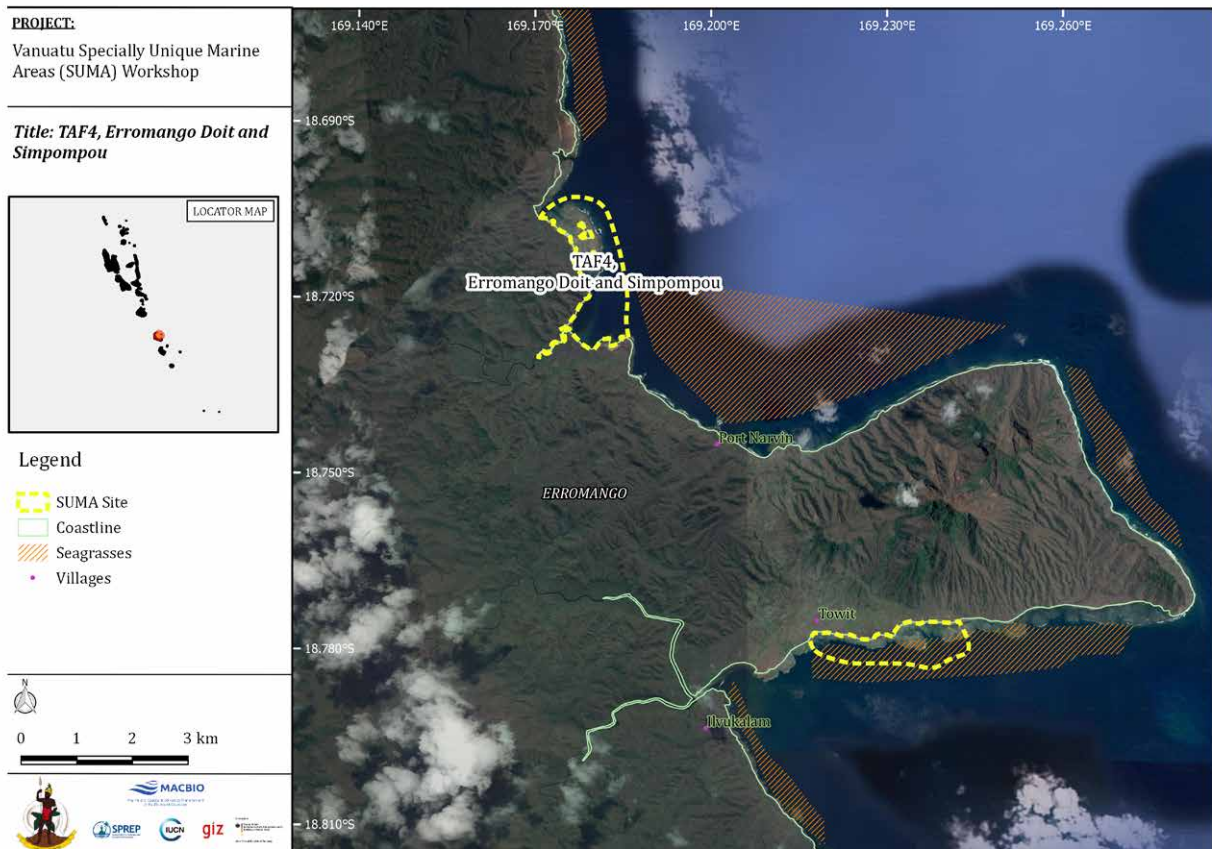 PROJECT:
Vanuatu Specially Unique Marine
Areas (SUMA) Workshop
Title: TAF4, Erromango Doit and
Simpompou
LOCATOR MAP
Legend
SUMA Site
Coastline
Seagrasses
Villages
N
0 1 2 3 km
MACBIO
SPREP
IUCN
giz
169.140°E 169.170°E 169.200°E 169.230°E 169.260°E
18.690°S
TAF4,
Erromango Doit and Simpompou
18.720°S
Port Narvin
18.750°S
ERROMANGO
Towit
18.780°S
Ilvukalam
18.810°S